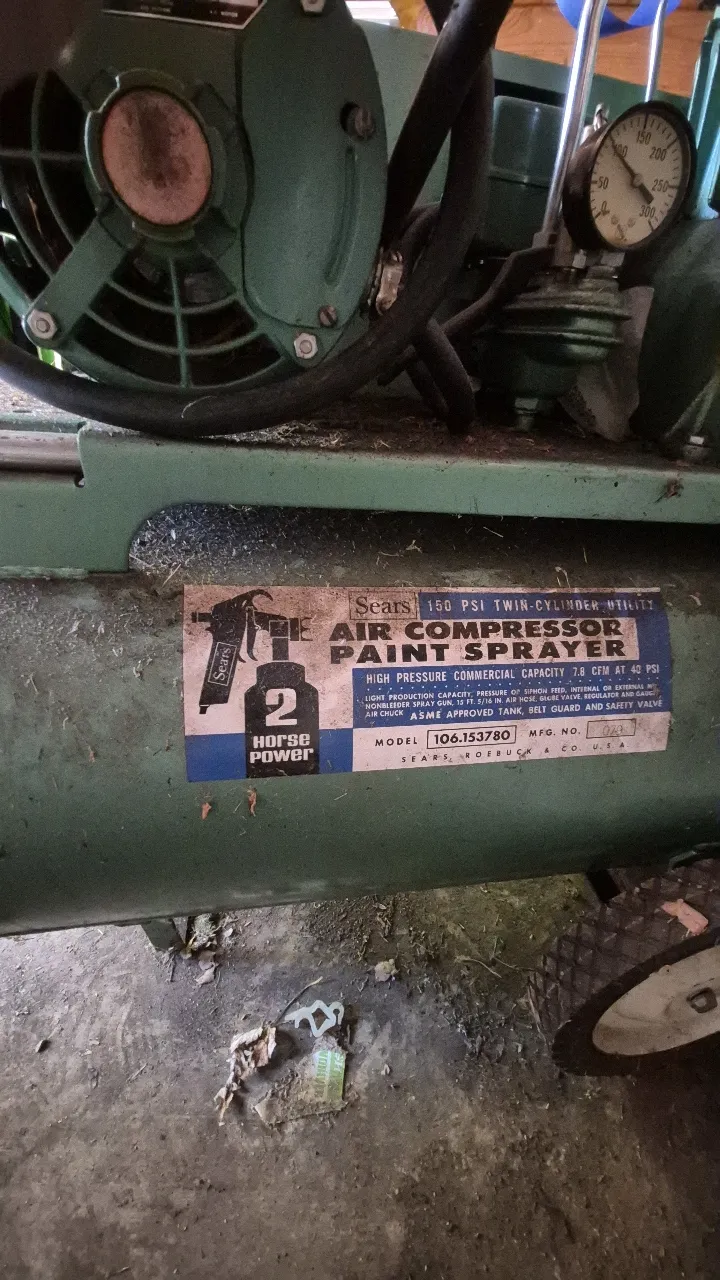 150
100
200
50
250
0
300
Sears
150 PSI TWIN-CYLINDER UTILITY
AIR COMPRESSOR
PAINT SPRAYER
Sears
HIGH PRESSURE COMMERCIAL CAPACITY 7.8 CFM AT 40 PSI
LIGHT PRODUCTION CAPACITY, PRESSURE OR SIPHON FEED, INTERNAL OR EXTERNAL
NONBLEEDER SPRAY GUN, 15 FT. 5/16 IN. AIR HOSE, GLOBE VALVE, REGULATOR AND GAUGE,
AIR CHUCK ASME APPROVED TANK, BELT GUARD AND SAFETY VALVE
2
HORSE
POWER
MODEL 106.153780 MFG. NO.
SEARS, ROEBUCK & CO. U.S.A.